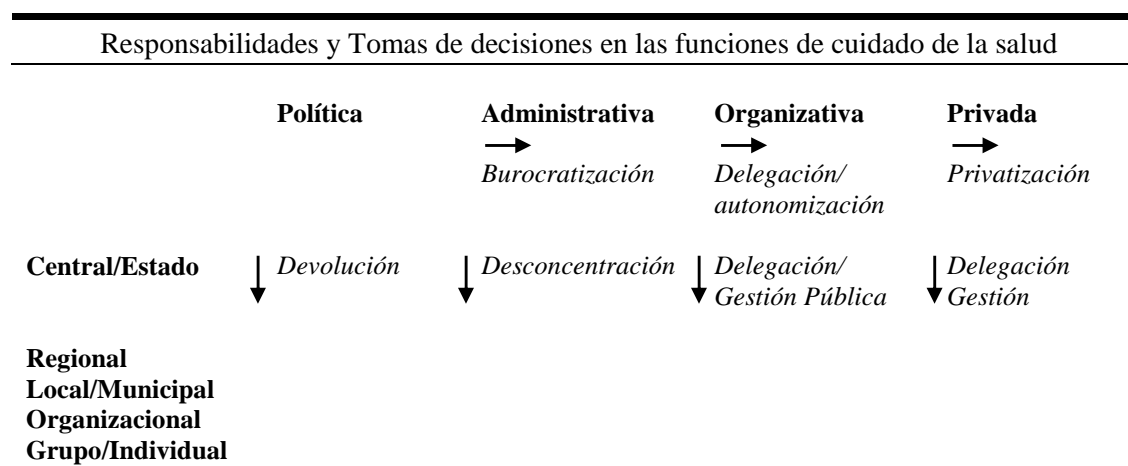 Responsabilidades y Tomas de decisiones en las funciones de cuidado de la salud
Política Administrativa Organizativa Privada
Burocratización Delegación/ Privatización
autonomización
Central/Estado Devolución Desconcentración Delegación/ Delegación
Gestión Pública Gestión
Regional
Local/Municipal
Organizacional
Grupo/Individual